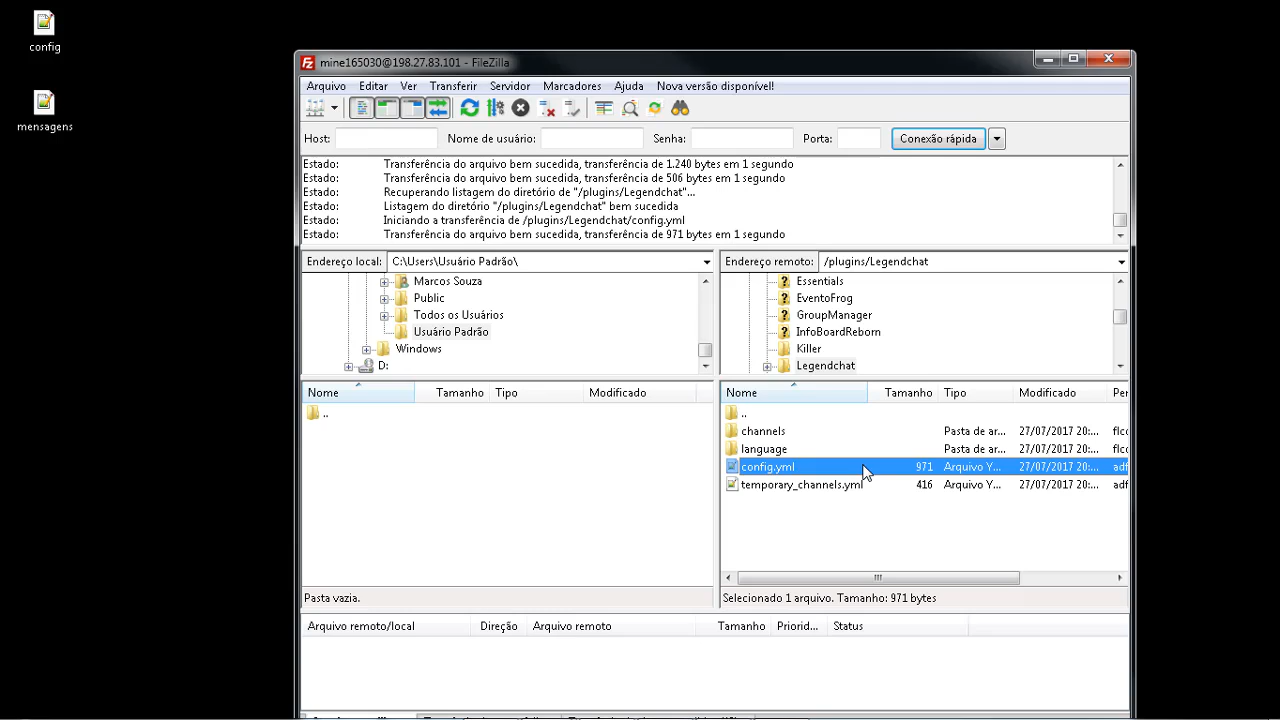 config
mensagens
mine165030@198.27.83.101 - FileZilla
Arquivo Editar Ver Transferir Servidor Marcadores Ajuda Nova versão disponível!
Host: Nome de usuário: Senha: Porta: Conexão rápida
Estado: Transferência do arquivo bem sucedida, transferência de 1.240 bytes em 1 segundo
Estado: Transferência do arquivo bem sucedida, transferência de 506 bytes em 1 segundo
Estado: Recuperando listagem do diretório de "/plugins/Legendchat"...
Estado: Listagem do diretório "/plugins/Legendchat" bem sucedida
Estado: Iniciando a transferência de /plugins/Legendchat/config.yml
Estado: Transferência do arquivo bem sucedida, transferência de 971 bytes em 1 segundo
Endereço local: C:\Users\Usuário Padrão\
Marcos Souza
Public
Todos os Usuários
Usuário Padrão
Windows
D:
Endereço remoto: /plugins/Legendchat
Essentials
EventoFrog
GroupManager
InfoBoardReborn
Killer
Legendchat
Nome Tamanho Tipo Modificado
..
Pasta vazia.
Nome Tamanho Tipo Modificado Per
..
channels Pasta de ar... 27/07/2017 20:... flcc
language Pasta de ar... 27/07/2017 20:... flcc
config.yml 971 Arquivo Y... 27/07/2017 20:... adf
temporary_channels.yml 416 Arquivo Y... 27/07/2017 20:... adf
Selecionado 1 arquivo. Tamanho: 971 bytes
Arquivo remoto/local Direção Arquivo remoto Tamanho Priorid... Status